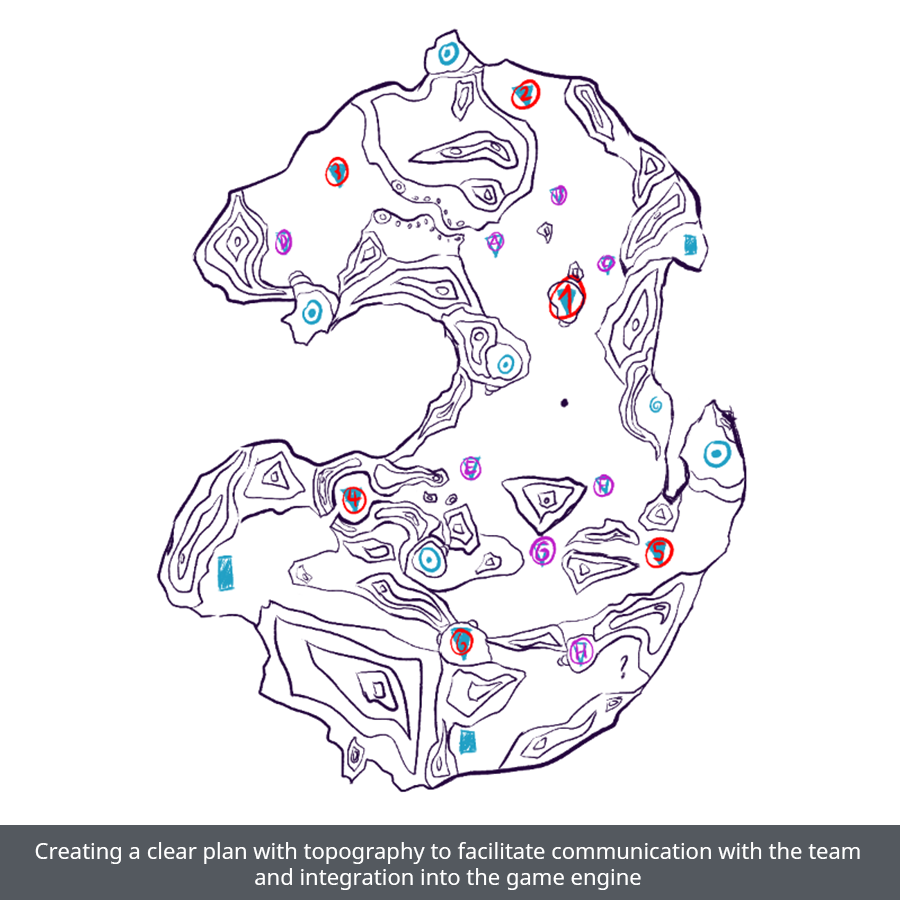 2
3
D
A
C
1
E
4
G
5
6
H
?
Creating a clear plan with topography to facilitate communication with the team
and integration into the game engine